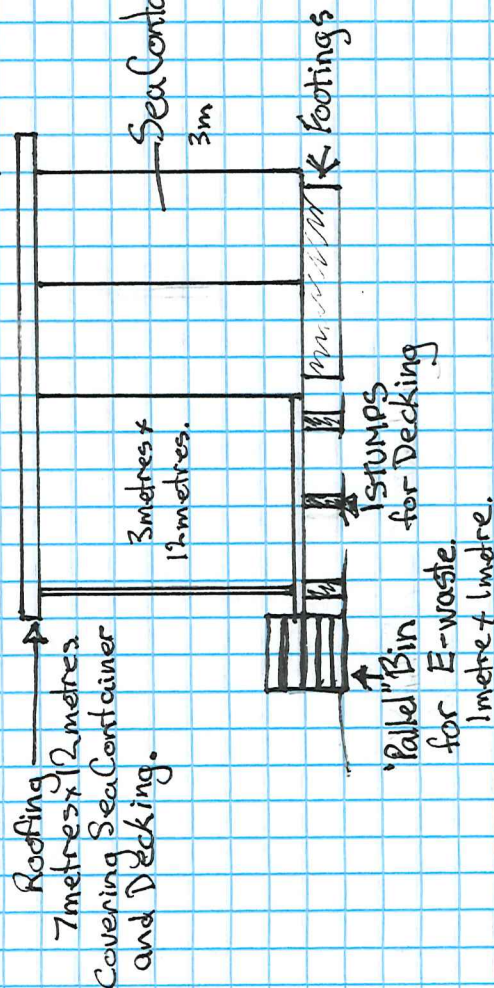 Roofing
7metres x 12metres.
Covering Sea Container
and Decking.
3metres x
12metres.
Sea Conta
3m
Footings
STUMPS
for Decking
"Pallet" Bin
for E-waste.
1metre x 1metre.